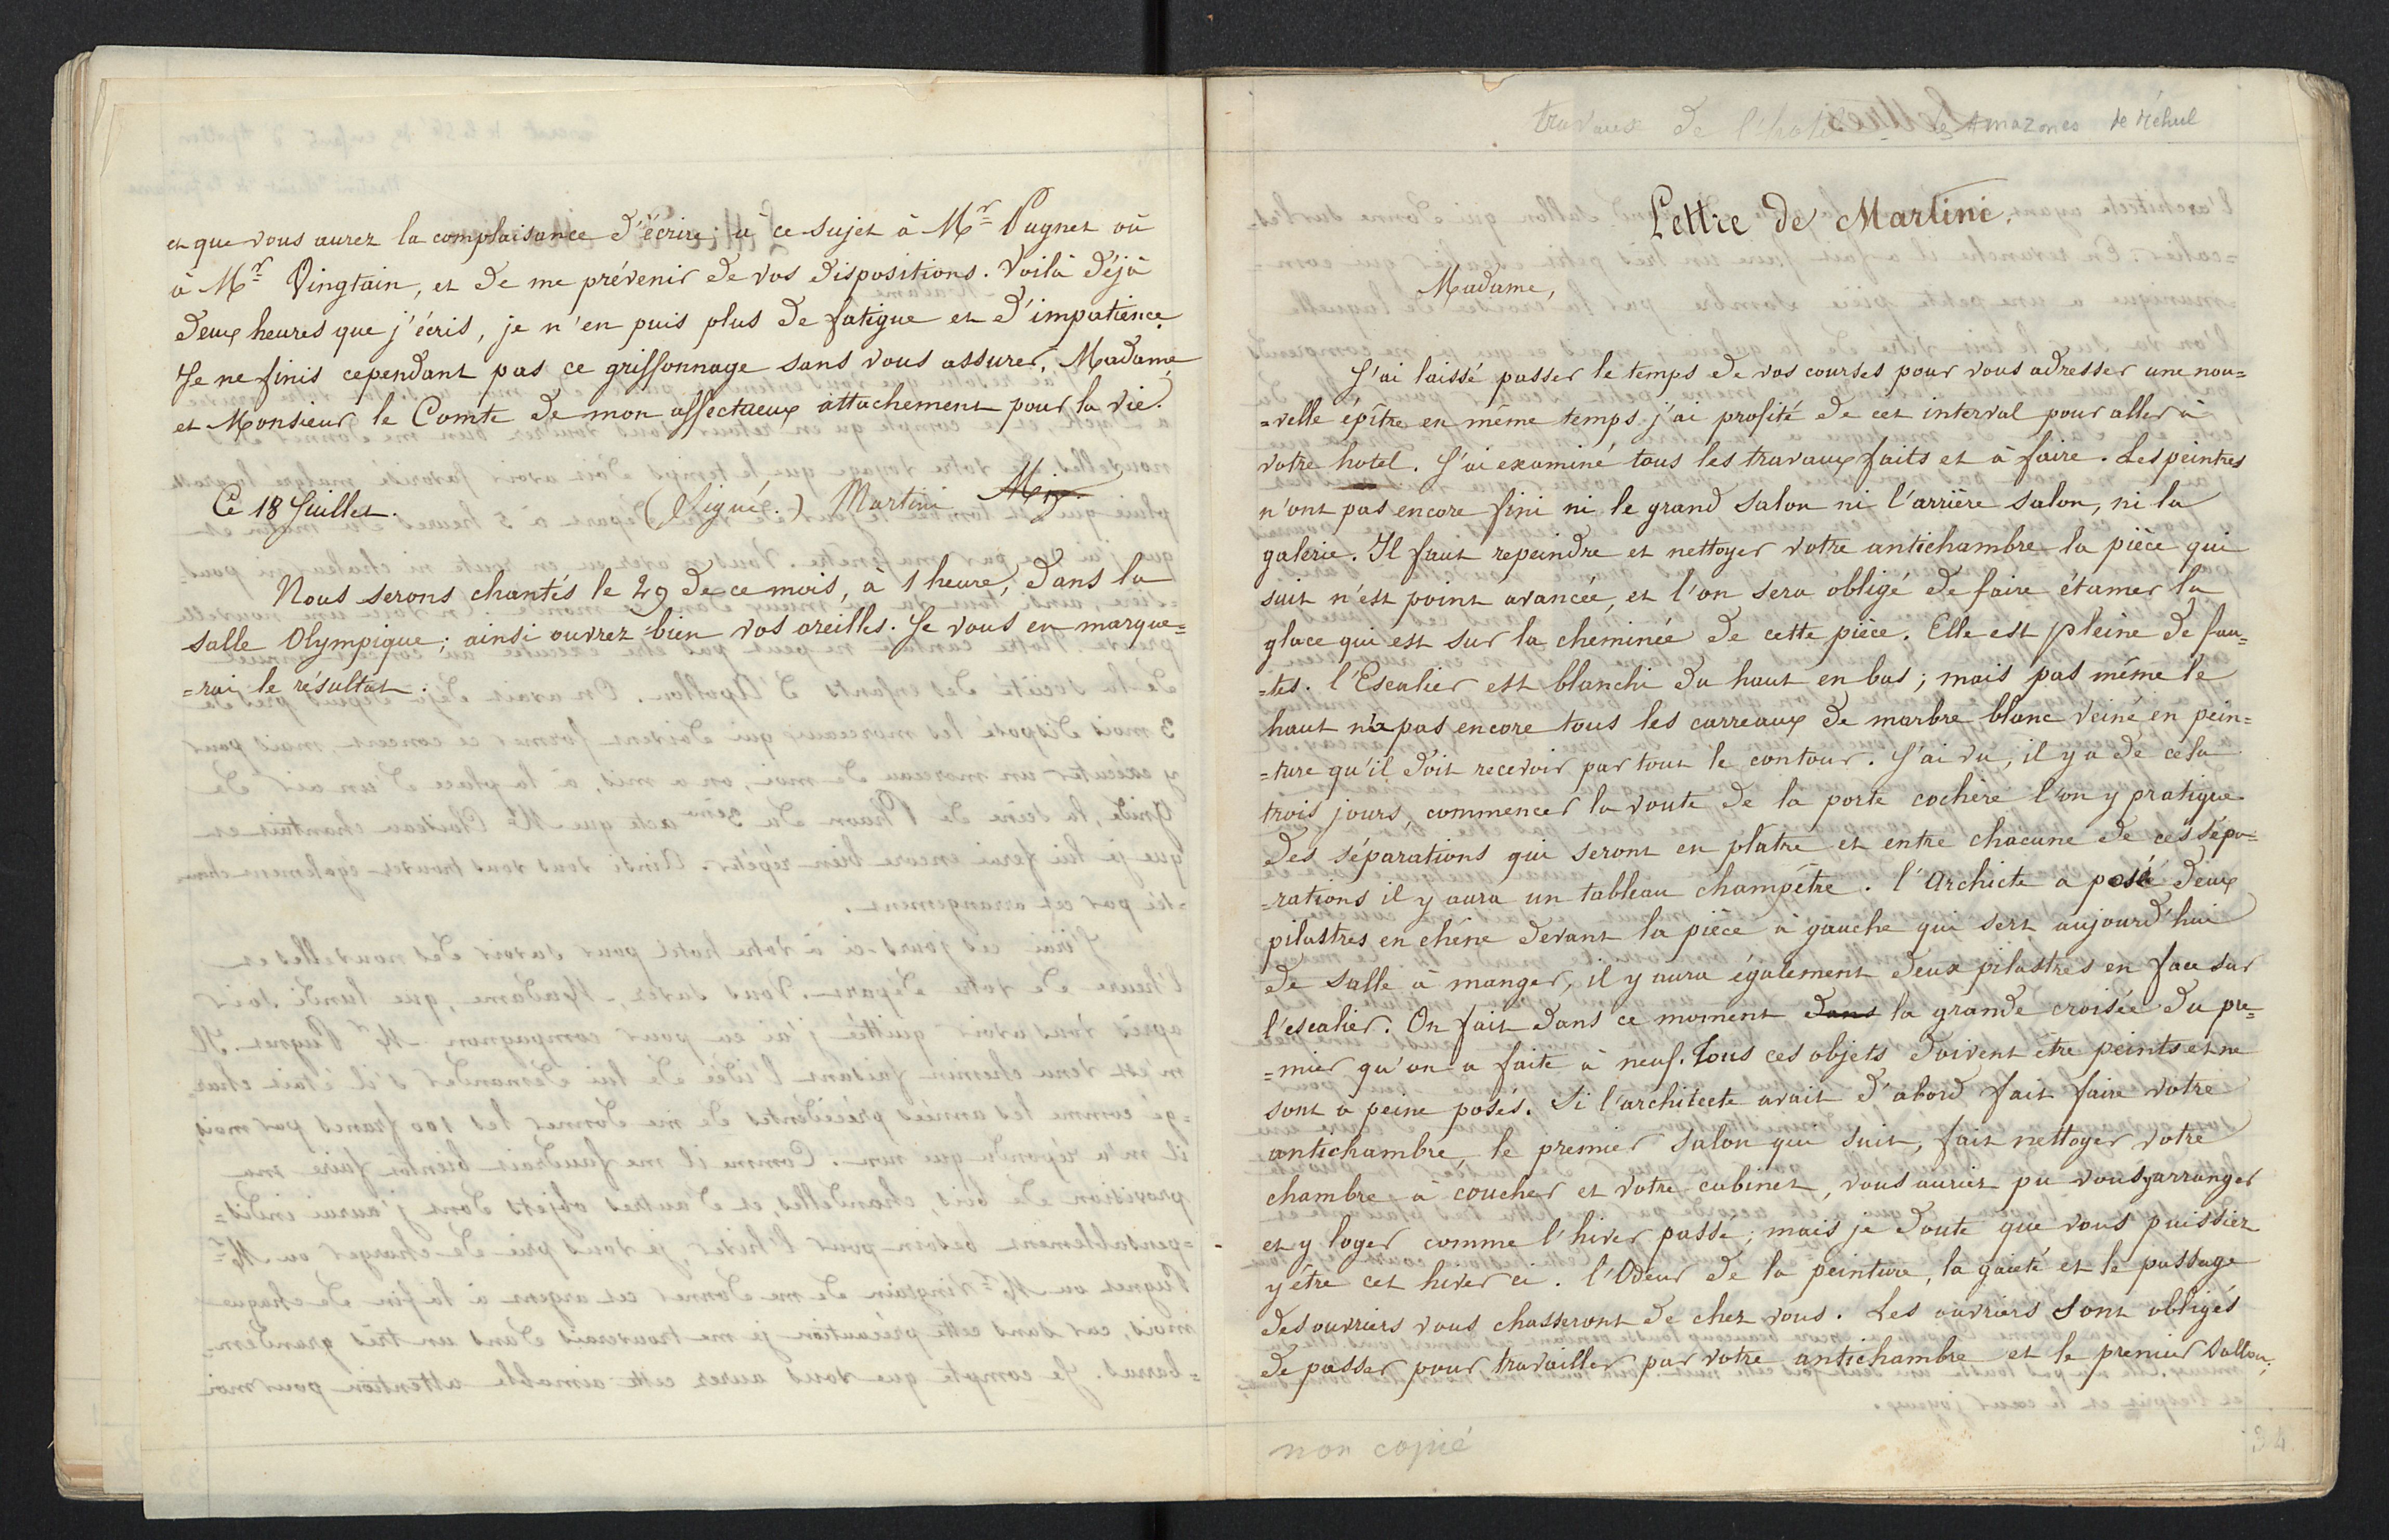 et que vous aurez la complaisance d'écrire, à ce sujet à Mr Pugnet où
à Mr Vingtain, et de me prévenir de vos dispositions. Voilà déjà
deux heures que j'écris, je n'en puis plus de fatigue et d'impatience.
Je ne finis cependant pas ce griffonnage sans vous assurer, Madame
et Monsieur le Comte de mon affectueux attachement pour la vie.
Ce 18 Juillet. (Signé.) Martini
Nous serons chantés le 29 de ce mois, à 1 heure, dans la
salle Olympique; ainsi ouvrez bien vos oreilles. Je vous en marque=
=rai le résultat.
travaux de l'hotel les Amazones de Méhul
Lettre de Martini.
Madame,
J'ai laissé passer le temps de vos courses pour vous adresser une nou=
=velle épître en même temps j'ai profité de cet interval pour aller à
votre hotel. J'ai examiné tous les travaux faits et à faire. Les peintres
n'ont pas encore fini ni le grand salon ni l'arrière salon, ni la
galerie. Il faut repeindre et nettoyer votre antichambre la pièce qui
suit n'est point avancée, et l'on sera obligé de faire étamer la
glace qui est sur la cheminée de cette pièce. Elle est pleine de fau=
=tes. l'Escalier est blanchi du haut en bas; mais pas même le
haut n'a pas encore tous les carreaux de marbre blanc veiné en pein=
=ture qu'il doit recevoir par tout le contour. J'ai vu, il y a de cela
trois jours, commencer la voute de la porte cochère l'on y pratique
des séparations qui seront en plâtre et entre chacune de ces sépa=
=rations il y aura un tableau champêtre. l'Archicte a posé deux
pilastres en chêne devant la pièce à gauche qui sert aujourd'hui
de salle à manger, il y aura également deux pilastres en face sur
l'escalier. On fait dans ce moment dans la grande croisée du pre=
=mier qu'on a faite à neuf. Tous ces objets doivent être peints et ne
sont à peine posés. Si l'architecte avait d'abord fait faire votre
antichambre, le premier salon qui suit, fait nettoyer votre
chambre à coucher et votre cabinet, vous auriez pu vous y arranger
et y loger comme l'hiver passé; mais je doute que vous puissiez
y être cet hiver ci. l'Odeur de la peinture, la gaieté et le passage
des ouvriers vous chasseront de chez vous. Les ouvriers sont obligés
de passer pour travailler par votre antichambre et le premier sallon;
non copié
34